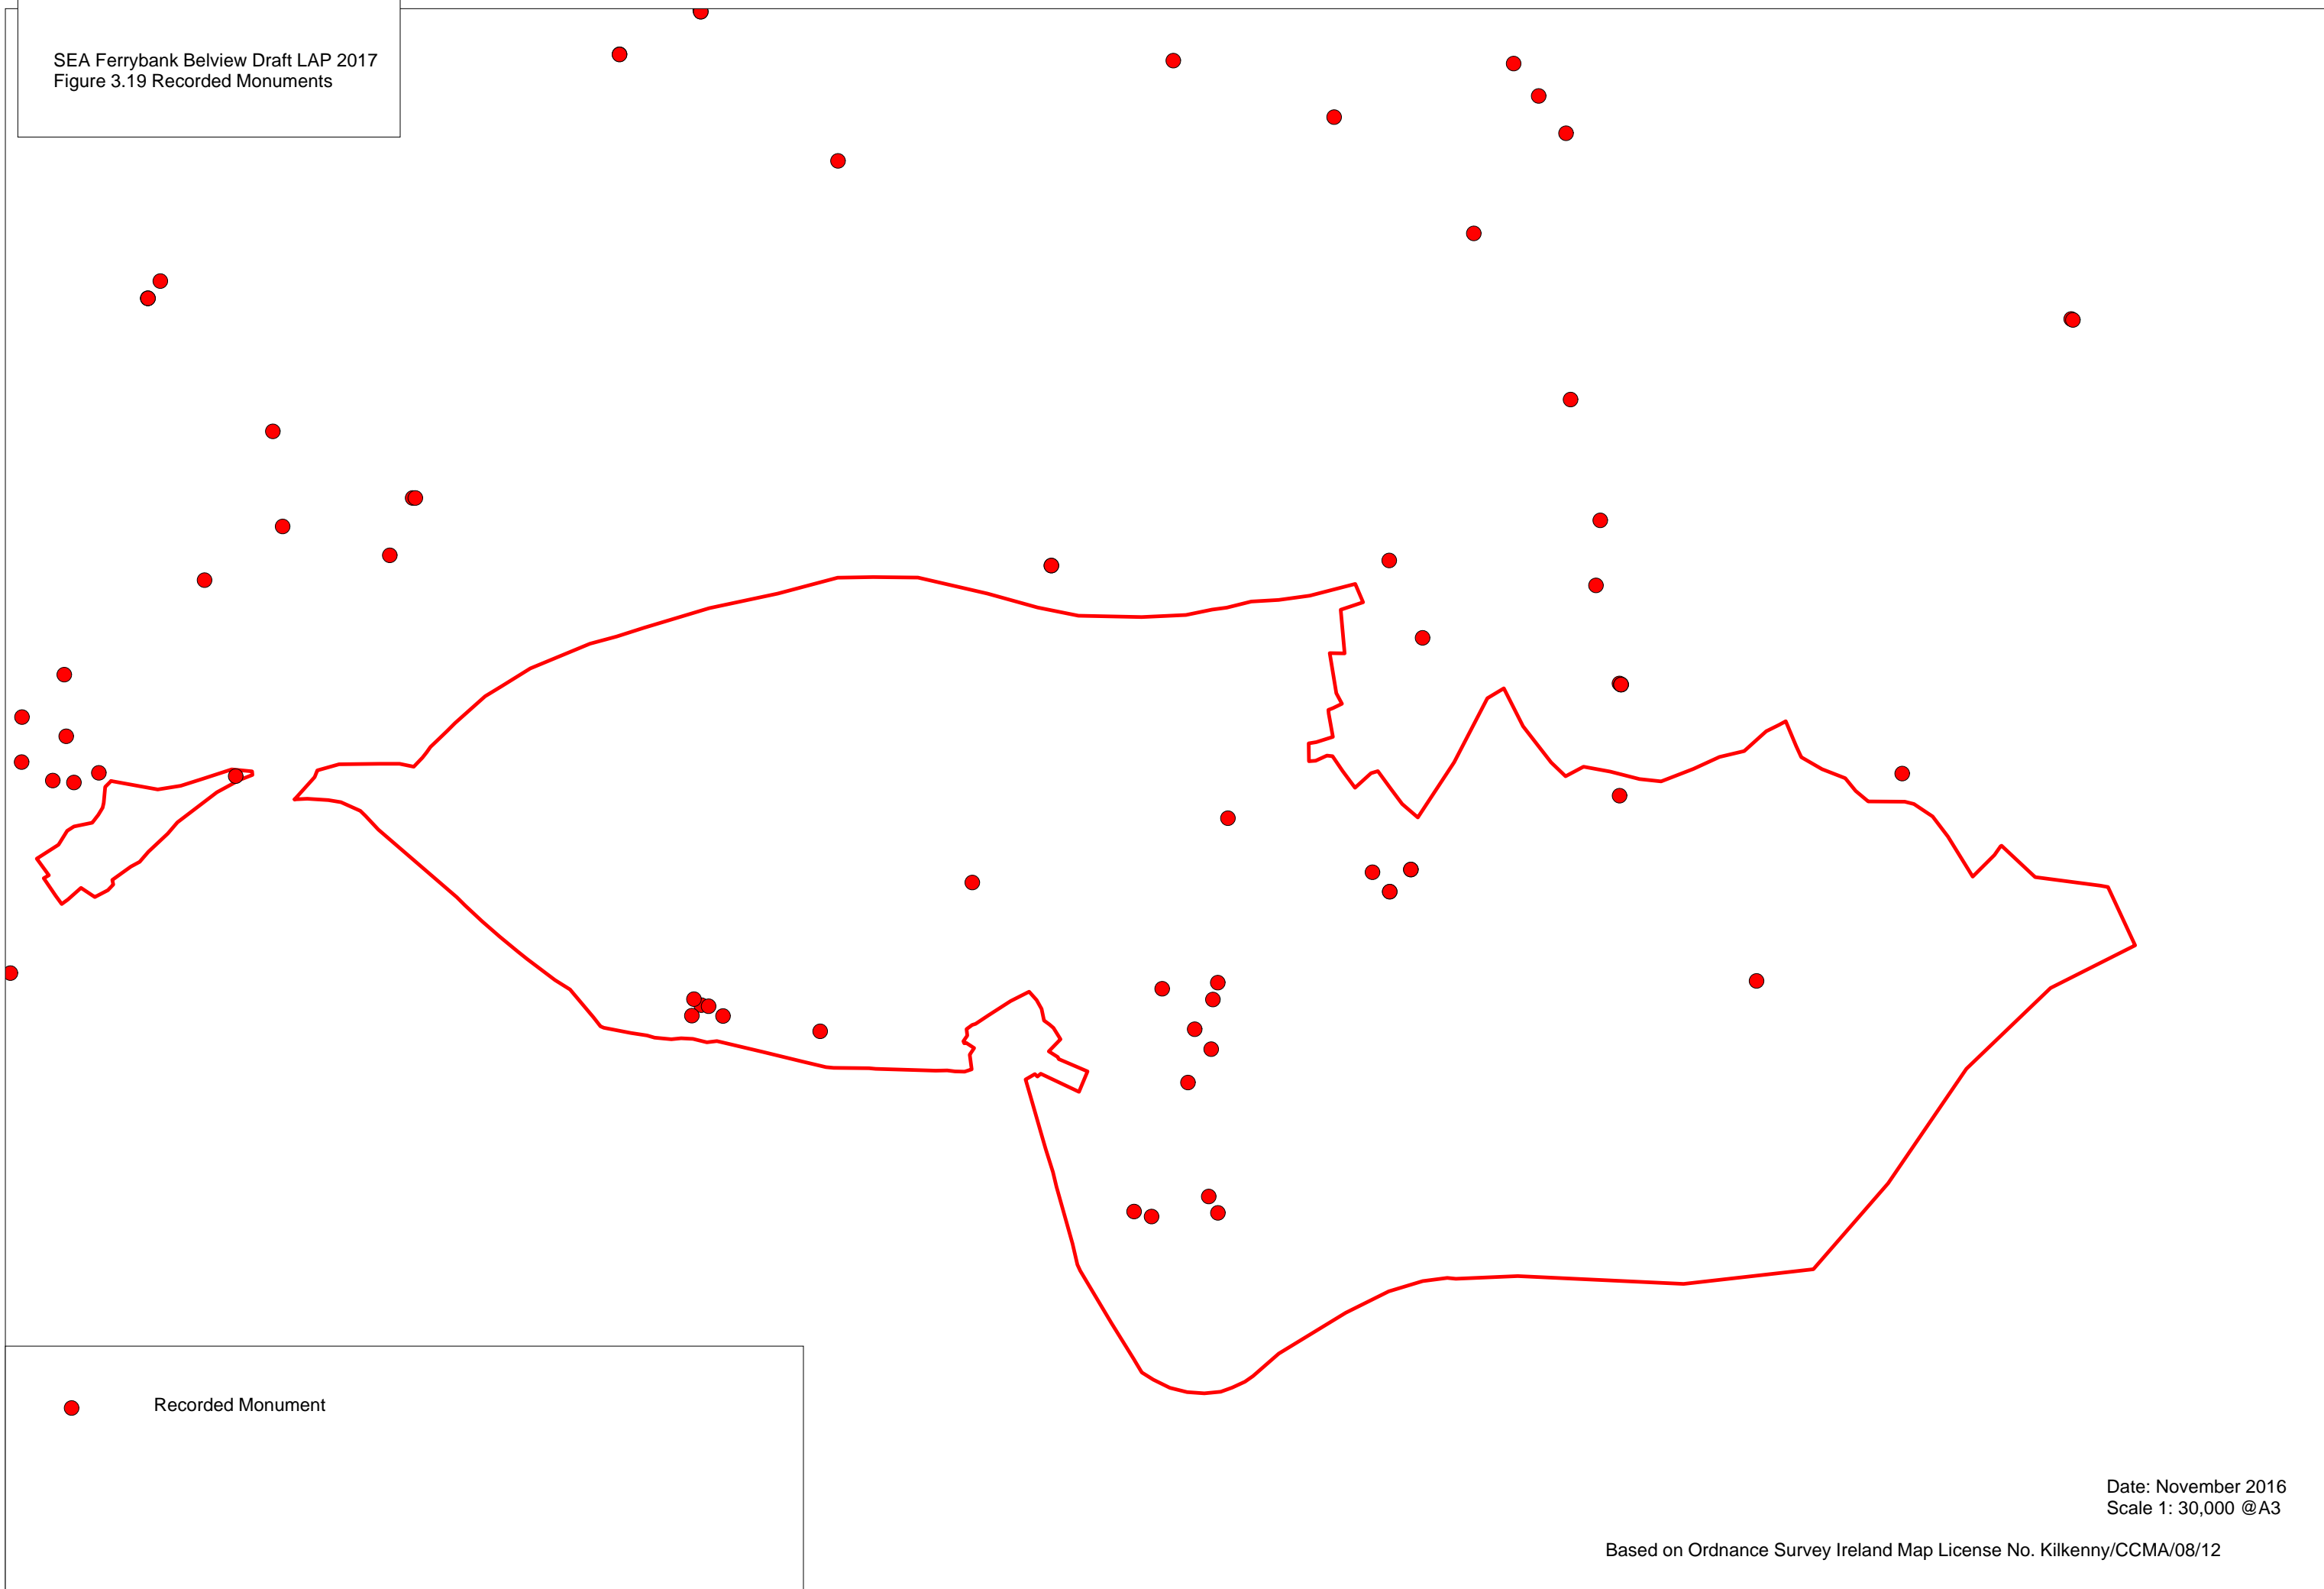 SEA Ferrybank Belview Draft LAP 2017
Figure 3.19 Recorded Monuments
Recorded Monument
Date: November 2016
Scale 1: 30,000 @A3
Based on Ordnance Survey Ireland Map License No. Kilkenny/CCMA/08/12